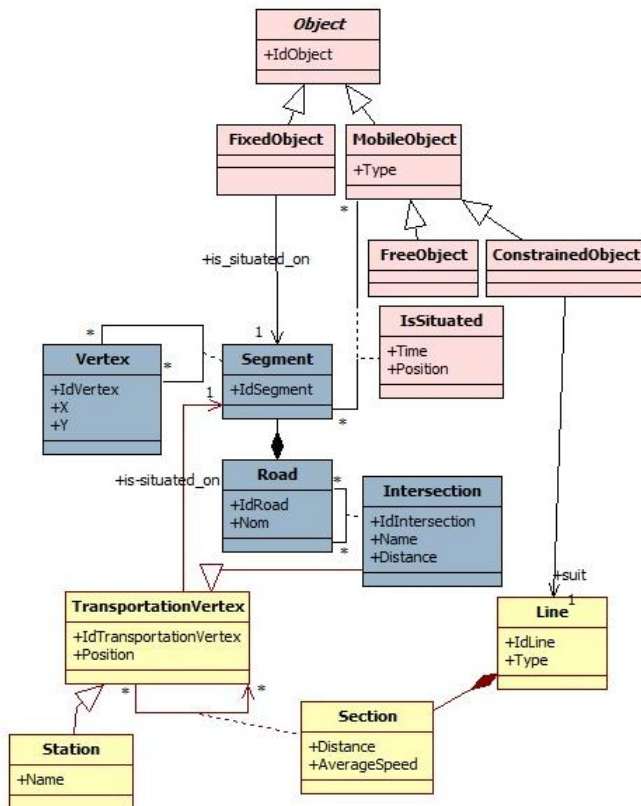 Object
+IdObject
FixedObject
MobileObject
+Type
*
FreeObject
ConstrainedObject
+is_situated_on
1
IsSituated
+Time
+Position
*
*
Vertex
+IdVertex
+X
+Y
Segment
+IdSegment
1
*
+is-situated_on
Road
+IdRoad
+Nom
*
*
Intersection
+IdIntersection
+Name
+Distance
+suit
1
TransportationVertex
+IdTransportationVertex
+Position
*
*
Line
+IdLine
+Type
Section
+Distance
+AverageSpeed
Station
+Name